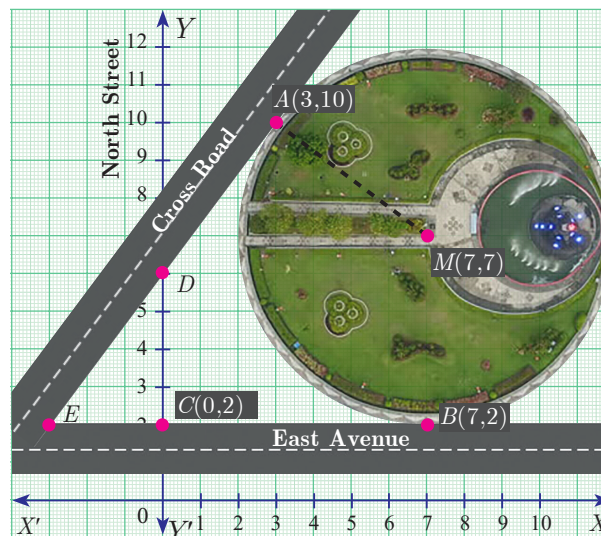 Y
12
11
10
9
8
5
4
3
2
North Street
Cross Road
A(3,10)
M(7,7)
D
E
C(0,2)
B(7,2)
East Avenue
X′
0
Y′
1
2
3
4
5
6
7
8
9
10
X